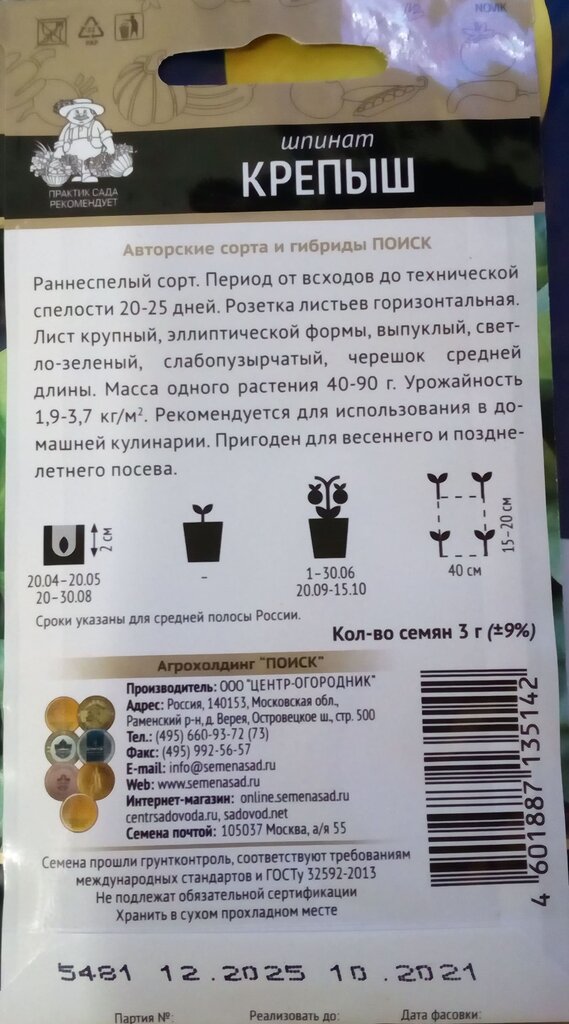 NOVK
PAP
шпинат
КРЕПЫШ
ПРАКТИК САДА
РЕКОМЕНДУЕТ
Авторские сорта и гибриды ПОИСК
Раннеспелый сорт. Период от всходов до технической
спелости 20-25 дней. Розетка листьев горизонтальная.
Лист крупный, эллиптической формы, выпуклый, свет-
ло-зеленый, слабопузырчатый, черешок средней
длины. Масса одного растения 40-90 г. Урожайность
1,9-3,7 кг/м². Рекомендуется для использования в до-
машней кулинарии. Пригоден для весеннего и поздне-
летнего посева.
2 см
15-20 см
40 см
20.04-20.05
20-30.08
-
1-30.06
20.09-15.10
Сроки указаны для средней полосы России.
Кол-во семян 3 г (±9%)
Агрохолдинг "ПОИСК"
Производитель: ООО "ЦЕНТР-ОГОРОДНИК"
Адрес: Россия, 140153, Московская обл.,
Раменский р-н, д. Верея, Островецкое ш., стр. 500
Тел.: (495) 660-93-72 (73)
Факс: (495) 992-56-57
E-mail: info@semenasad.ru
Web: www.semenasad.ru
Интернет-магазин: online.semenasad.ru
centrsadovoda.ru, sadovod.net
Семена почтой: 105037 Москва, а/я 55
4 601887 135142
Семена прошли грунтконтроль, соответствуют требованиям
международных стандартов и ГОСТу 32592-2013
Не подлежат обязательной сертификации
Хранить в сухом прохладном месте
5481 12.2025 10.2021
Партия №: Реализовать до: Дата фасовки: